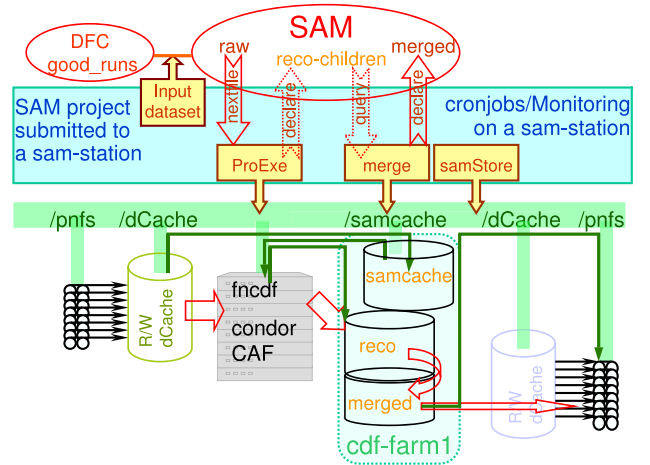 SAM
DFC
good_runs
raw
reco-children
merged
nextfile
declare
query
declare
Input
dataset
SAM project
submitted to
a sam-station
cronjobs/Monitoring
on a sam-station
ProExe
merge
samStore
/pnfs
/dCache
/samcache
/dCache
/pnfs
samcache
R/W
dCache
fncdf
condor
CAF
reco
merged
R/W
dCache
cdf-farm1